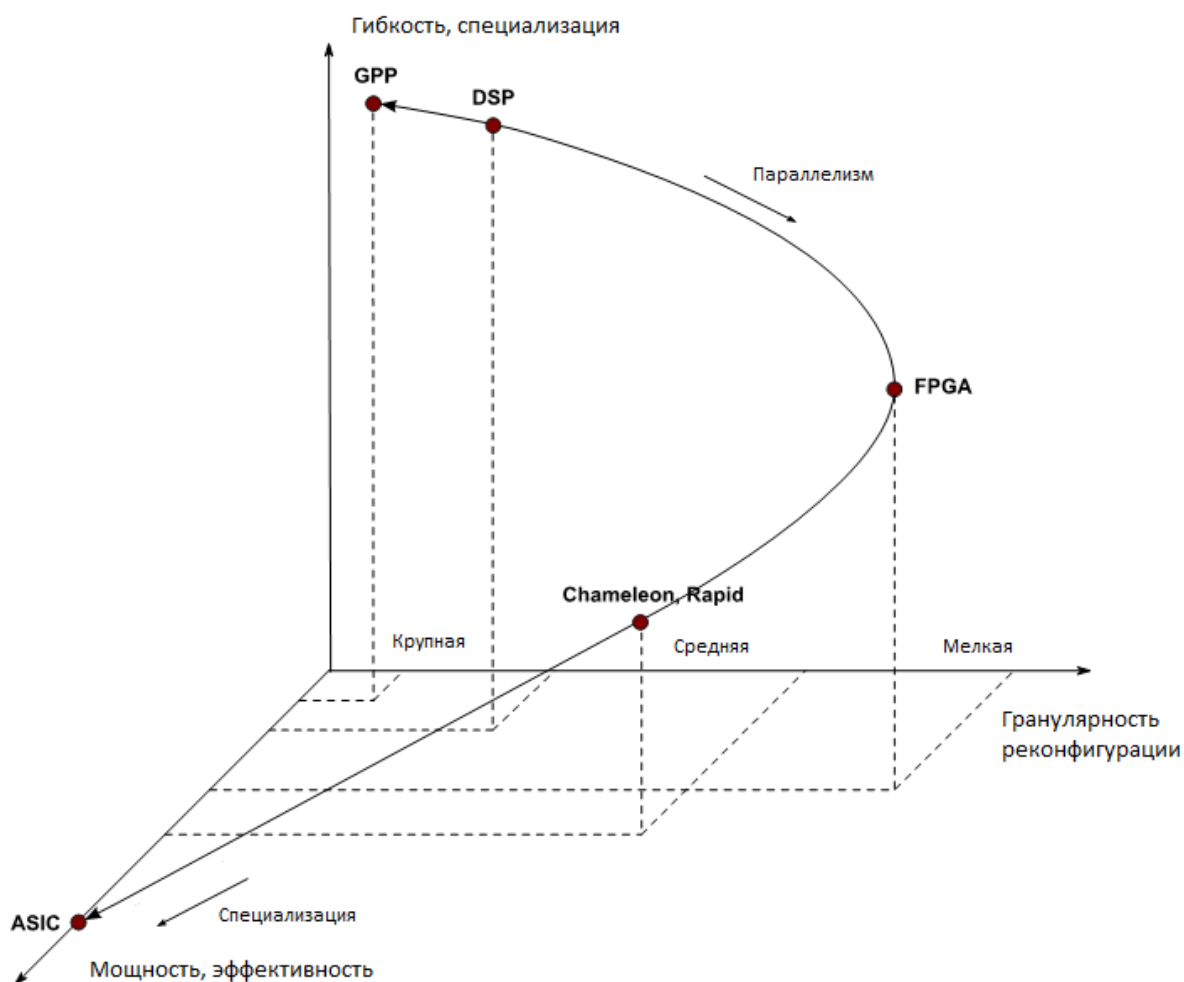 Гибкость, специализация
GPP
DSP
Параллелизм
FPGA
Chameleon, Rapid
Крупная
Средняя
Мелкая
Гранулярность
реконфигурации
ASIC
Специализация
Мощность, эффективность